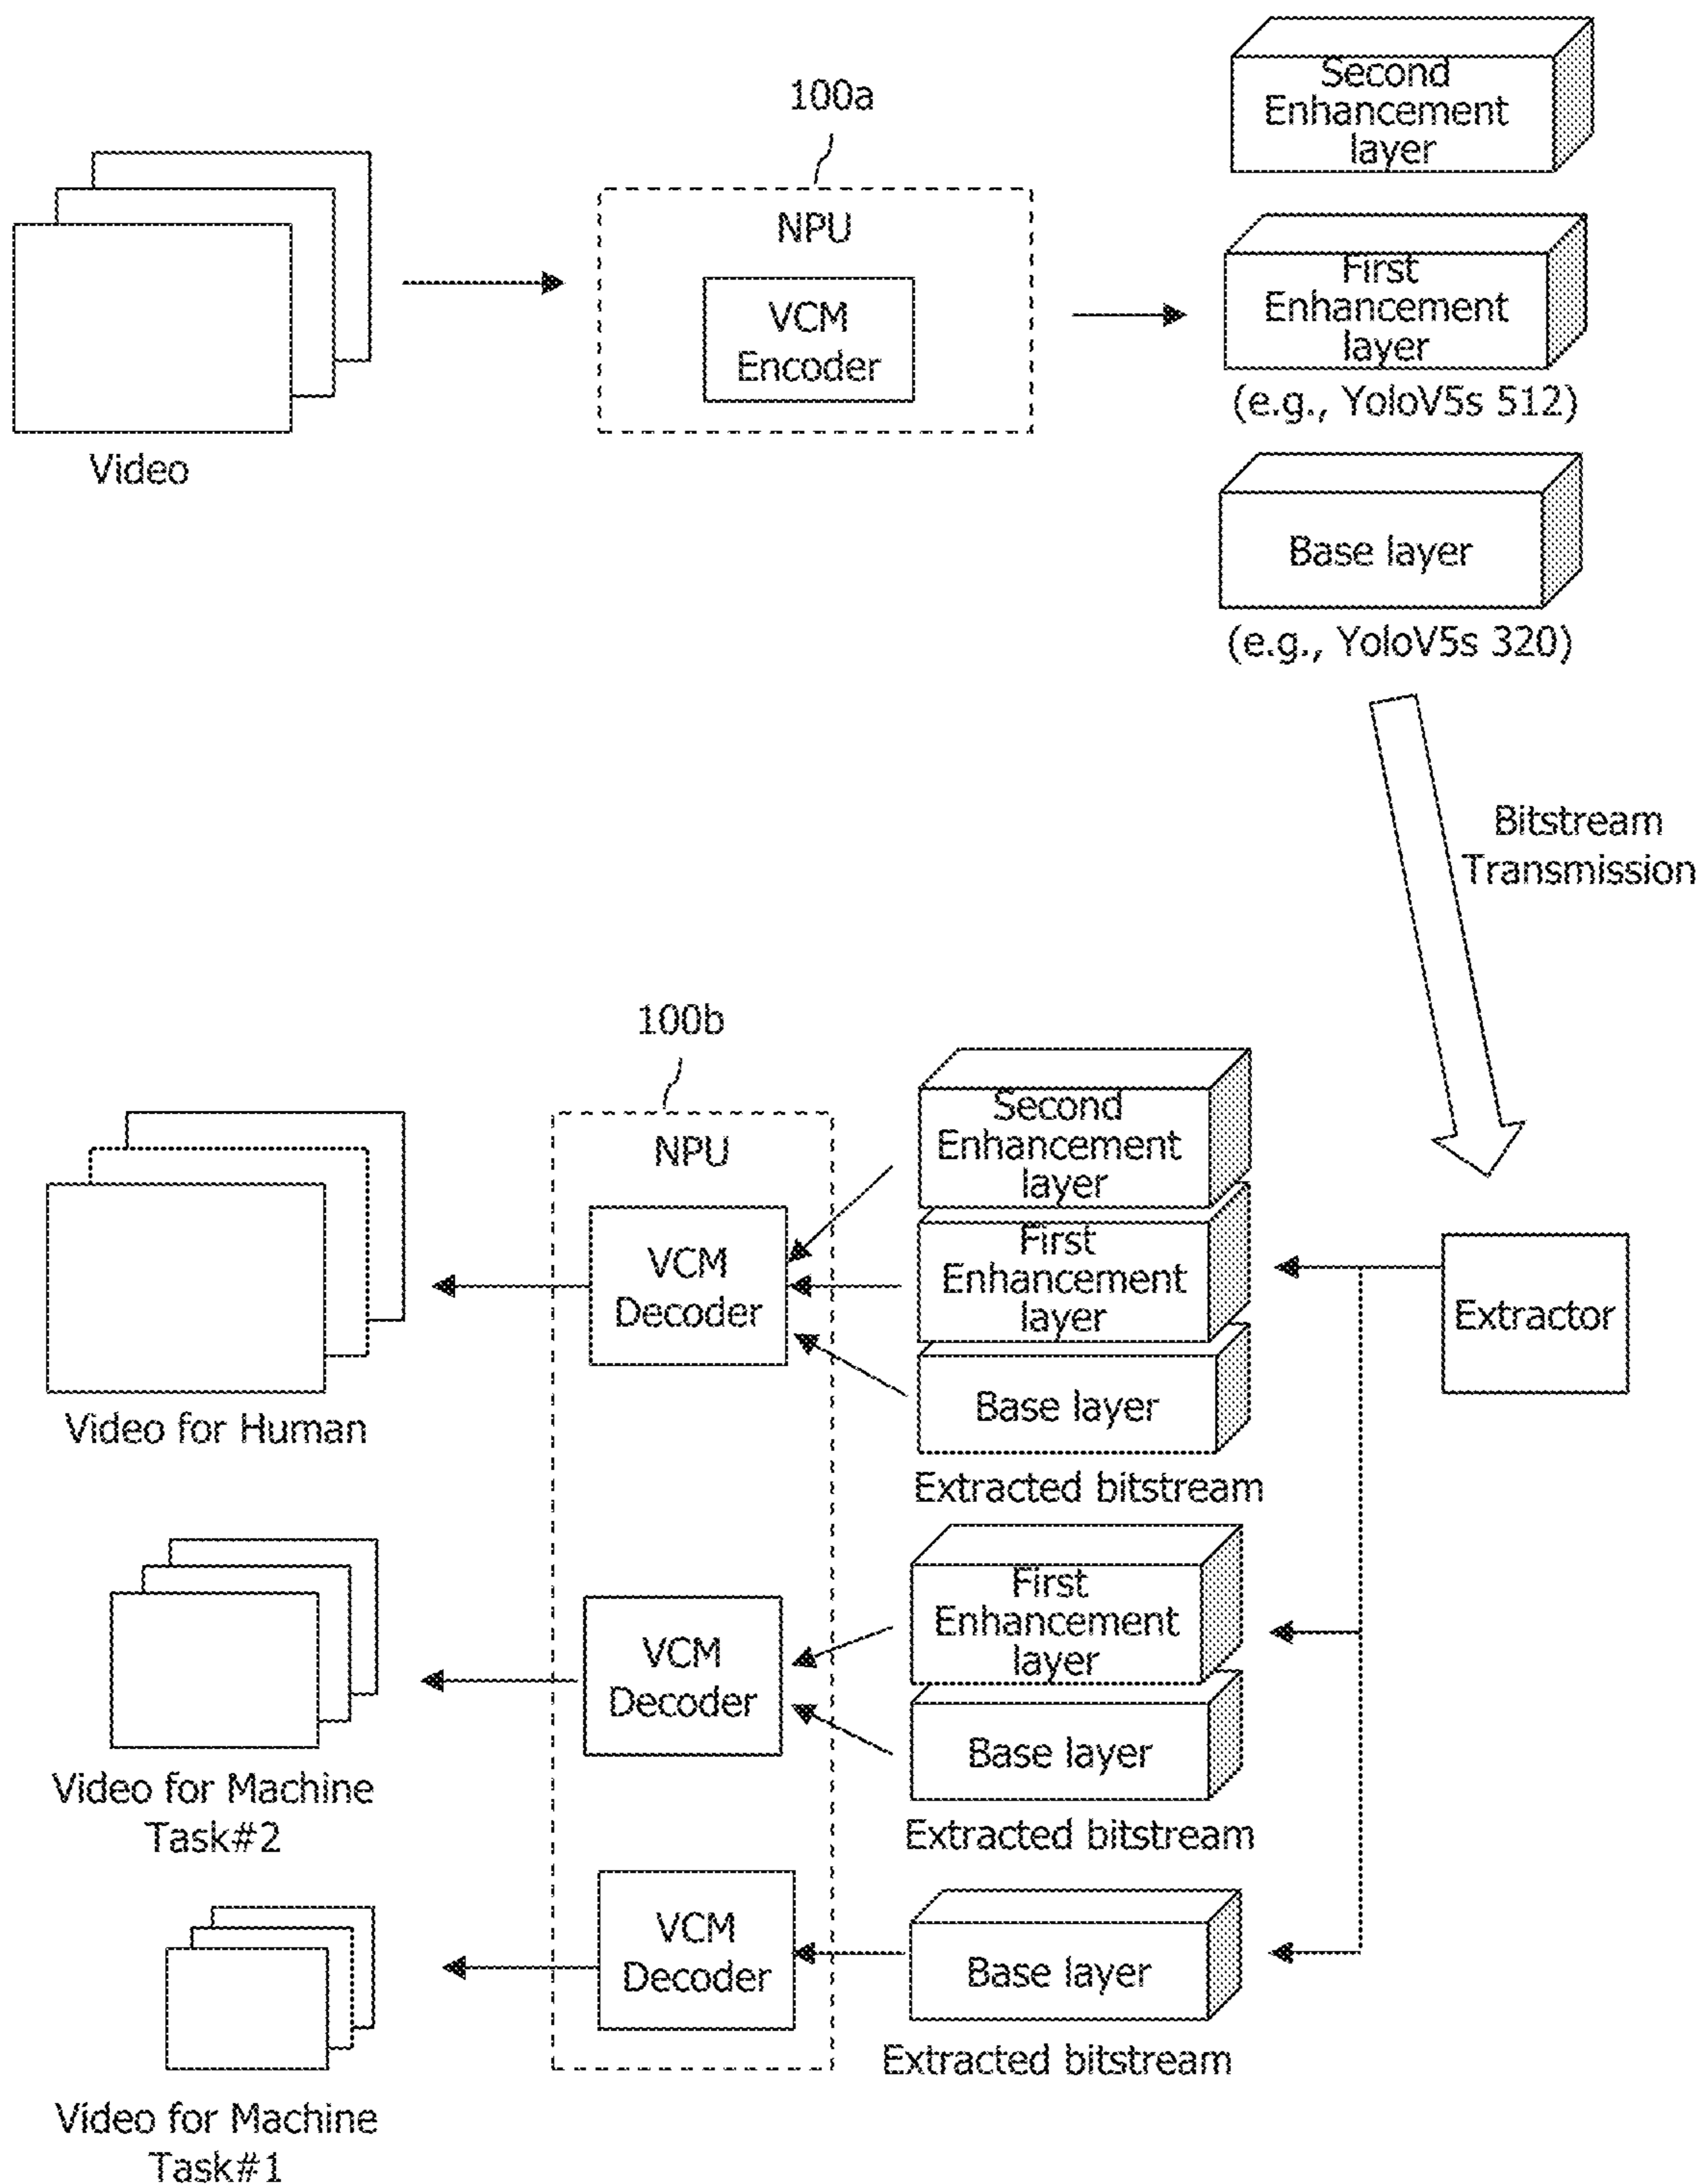 100a
Second
Enhancement
layer
NPU
VCM
Encoder
First
Enhancement
layer
(e.g., YoloV5s 512)
Video
Base layer
(e.g., YoloV5s 320)
Bitstream
Transmission
100b
NPU
Second
Enhancement
layer
VCM
Decoder
First
Enhancement
layer
Extractor
Base layer
Video for Human
Extracted bitstream
First
Enhancement
layer
VCM
Decoder
Base layer
Video for Machine
Task#2
Extracted bitstream
VCM
Decoder
Base layer
Extracted bitstream
Video for Machine
Task#1